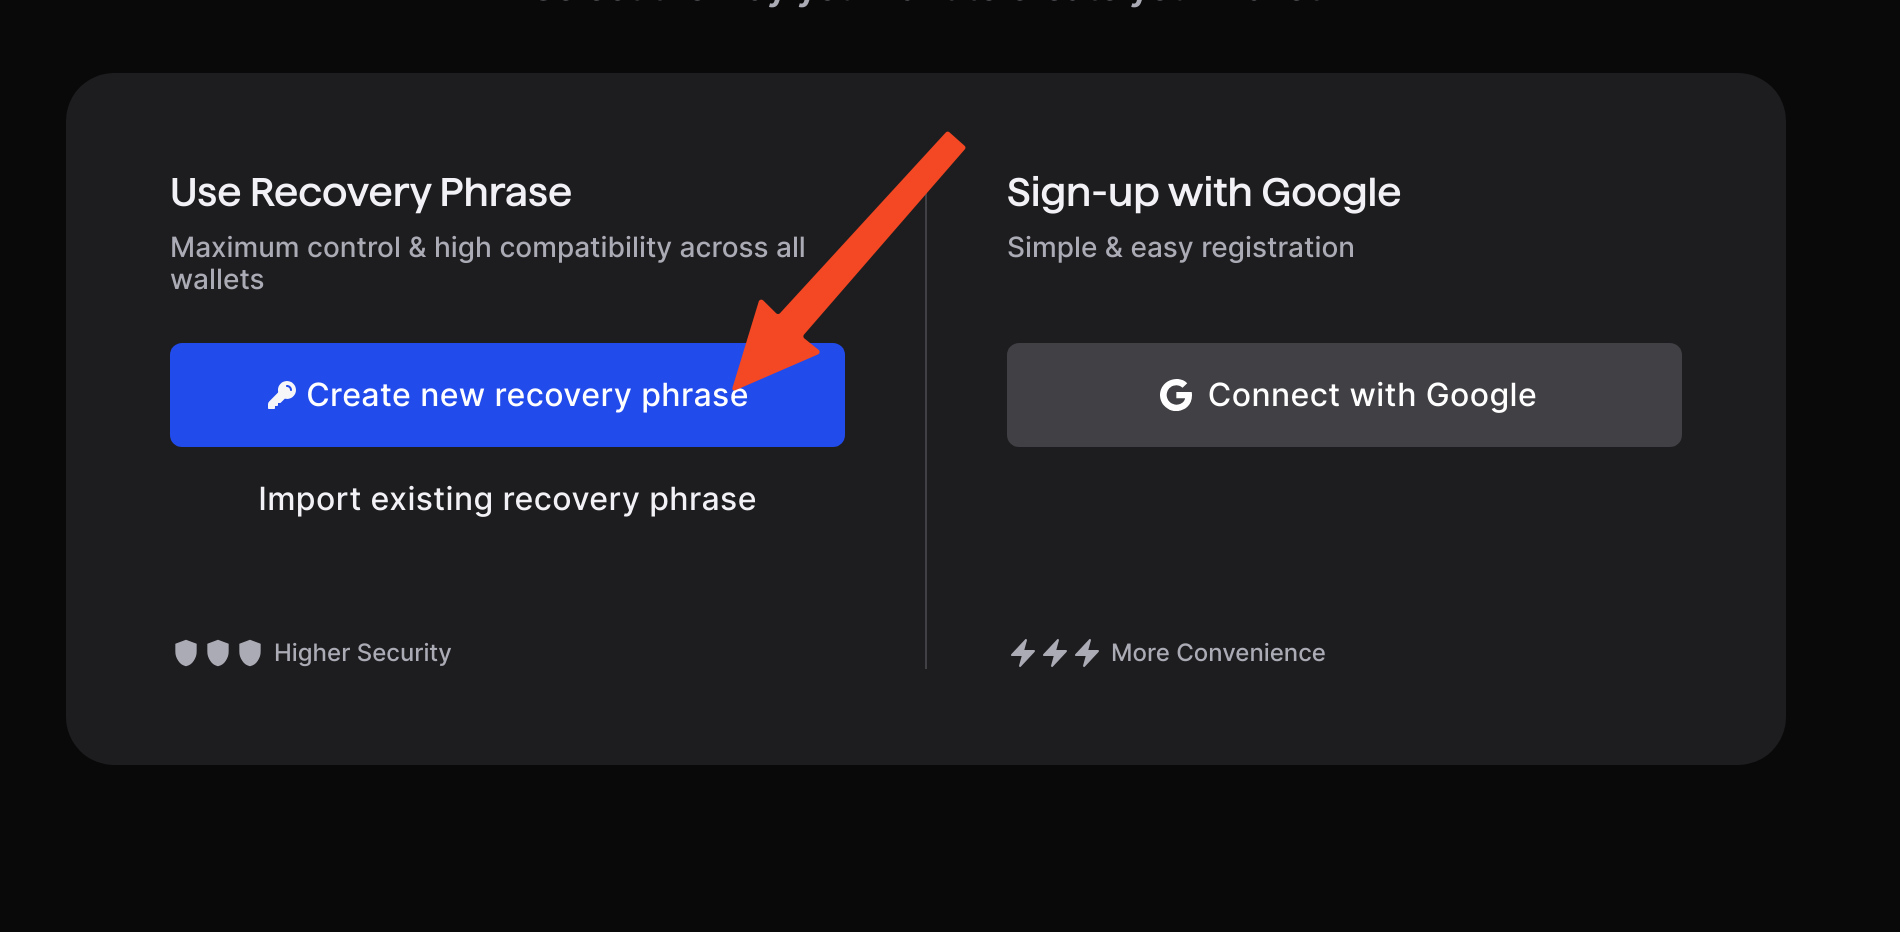 Use Recovery Phrase
Maximum control & high compatibility across all
wallets
Create new recovery phrase
Import existing recovery phrase
Higher Security
Sign-up with Google
Simple & easy registration
Connect with Google
More Convenience